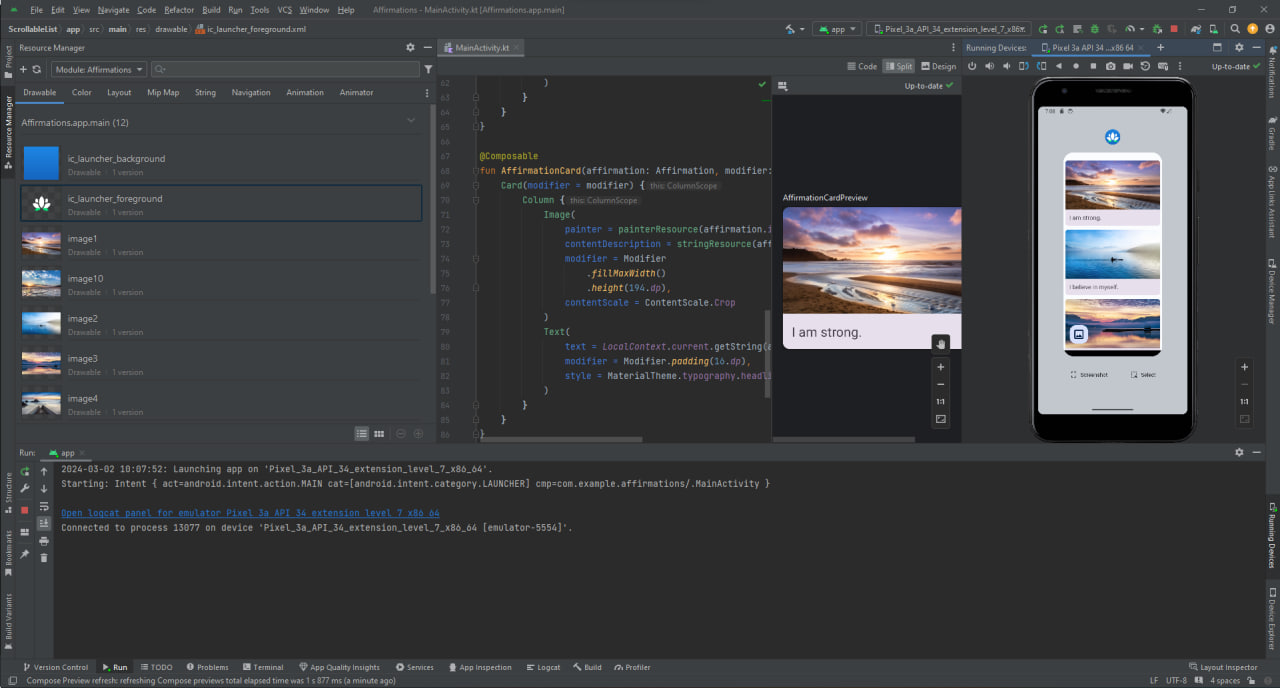 File Edit View Navigate Code Refactor Build Run Tools VCS Window Help Affirmations - MainActivity.kt [Affirmations.app.main]
ScrollableList app src main res drawable ic_launcher_foreground.xml
app Pixel_3a_API_34_extension_level_7_x86
Resource Manager
MainActivity.kt
Running Devices: Pixel 3a API 34 ...x86 64
Module: Affirmations
Code Split Design
Up-to-date
Drawable Color Layout Mip Map String Navigation Animation Animator
Up-to-date
Affirmations.app.main (12)
ic_launcher_background
Drawable 1 version
ic_launcher_foreground
Drawable 1 version
image1
Drawable 1 version
image10
Drawable 1 version
image2
Drawable 1 version
image3
Drawable 1 version
image4
Drawable 1 version
62 )
63 }
64 }
65 }
66
67 @Composable
68 fun AffirmationCard(affirmation: Affirmation, modifier:
69 Card(modifier = modifier) { this: ColumnScope
70 Column { this: ColumnScope
71 Image(
72 painter = painterResource(affirmation.i
73 contentDescription = stringResource(aff
74 modifier = Modifier
75 .fillMaxWidth()
76 .height(194.dp),
77 contentScale = ContentScale.Crop
78 )
79 Text(
80 text = LocalContext.current.getString(a
81 modifier = Modifier.padding(16.dp),
82 style = MaterialTheme.typography.headli
83 )
84 }
85 }
86 }
AffirmationCardPreview
I am strong.
1:1
7:08
I am strong.
I believe in myself.
Screenshot Select
1:1
Project
Resource Manager
Structure
Bookmarks
Build Variants
Notifications
Gradle
App Links Assistant
Device Manager
Running Devices
Device Explorer
Run: app
2024-03-02 10:07:52: Launching app on 'Pixel_3a_API_34_extension_level_7_x86_64'.
Starting: Intent { act=android.intent.action.MAIN cat=[android.intent.category.LAUNCHER] cmp=com.example.affirmations/.MainActivity }
Open logcat panel for emulator Pixel 3a API 34 extension level 7 x86 64
Connected to process 13077 on device 'Pixel_3a_API_34_extension_level_7_x86_64 [emulator-5554]'.
Version Control Run TODO Problems Terminal App Quality Insights Services App Inspection Logcat Build Profiler Layout Inspector
Compose Preview refresh: refreshing Compose previews total elapsed time was 1 s 877 ms (a minute ago) LF UTF-8 4 spaces